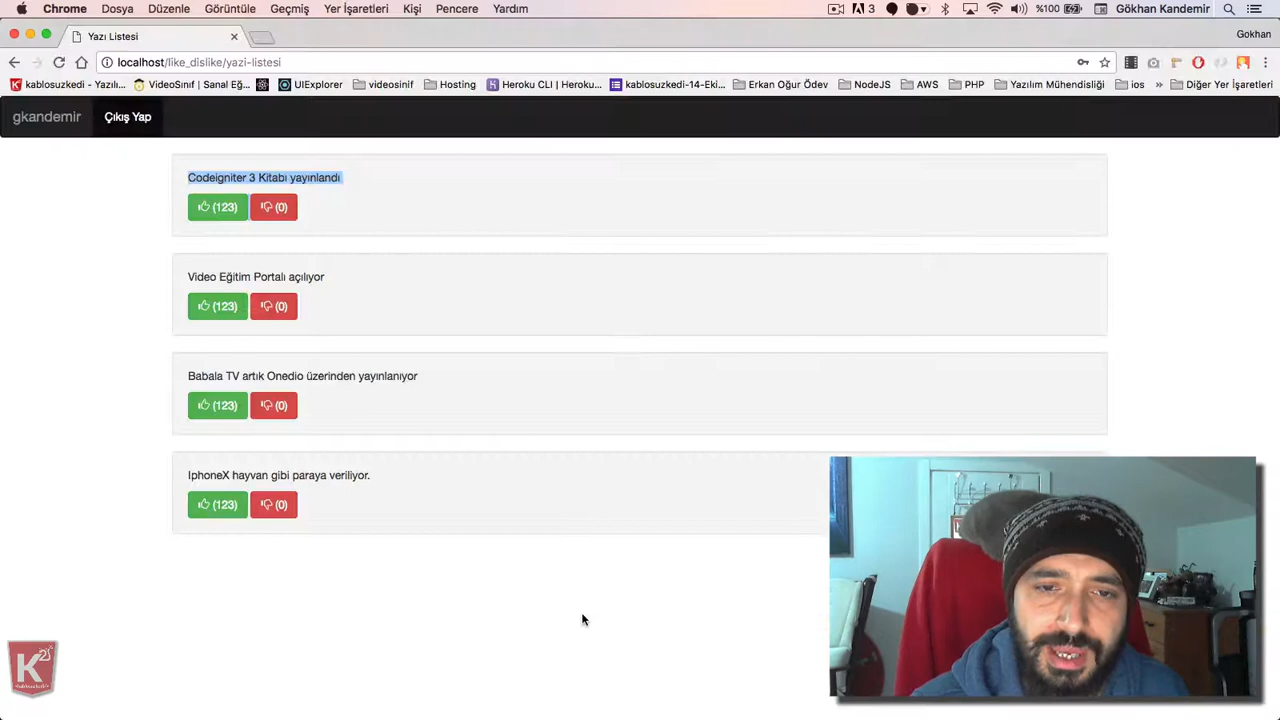 Chrome Dosya Düzenle Görüntüle Geçmiş Yer İşaretleri Kişi Pencere Yardım 3 %100 Gökhan Kandemir
Yazı Listesi Gokhan
localhost/like_dislike/yazi-listesi
kablosuzkedi - Yazılı... VideoSınıf | Sanal Eğ... UIExplorer videosinif Hosting Heroku CLI | Heroku... kablosuzkedi-14-Eki... Erkan Oğur Ödev NodeJS AWS PHP Yazılım Mühendisliği ios » Diğer Yer İşaretleri
gkandemir Çıkış Yap
Codeigniter 3 Kitabı yayınlandı
(123) (0)
Video Eğitim Portalı açılıyor
(123) (0)
Babala TV artık Onedio üzerinden yayınlanıyor
(123) (0)
IphoneX hayvan gibi paraya veriliyor.
(123) (0)
K